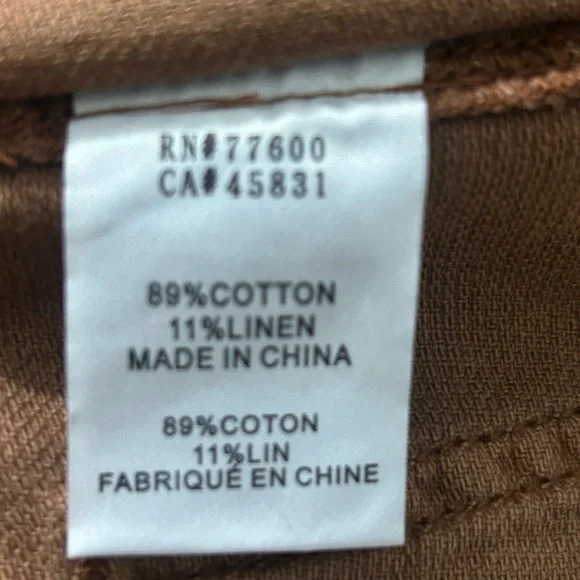 RN#77600
CA#45831
89%COTTON
11%LINEN
MADE IN CHINA
89%COTON
11%LIN
FABRIQUÉ EN CHINE